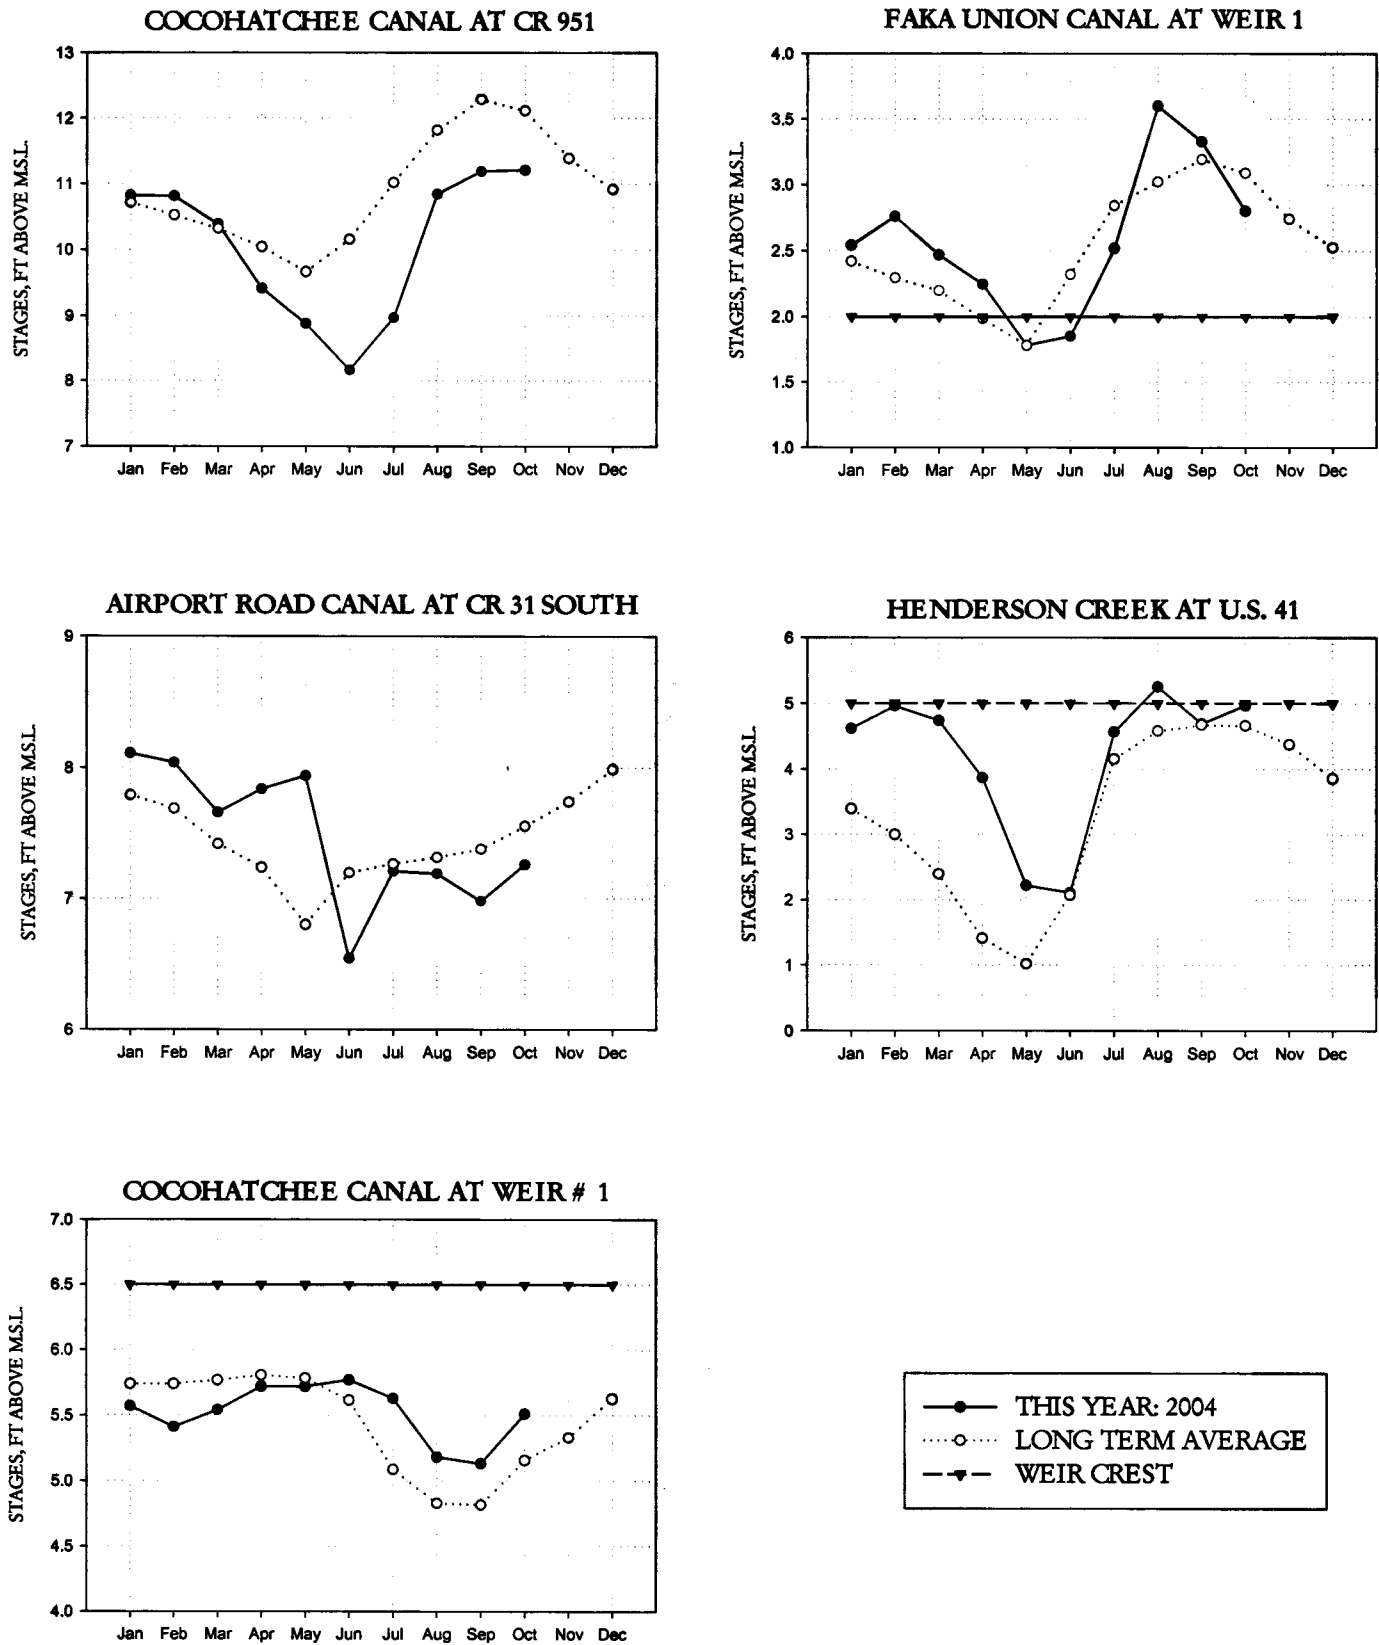 COCOHATCHEE CANAL AT CR 951
STAGES, FT ABOVE M.S.L.
13
12
11
10
9
8
7
Jan Feb Mar Apr May Jun Jul Aug Sep Oct Nov Dec
FAKA UNION CANAL AT WEIR 1
STAGES, FT ABOVE M.S.L.
4.0
3.5
3.0
2.5
2.0
1.5
1.0
Jan Feb Mar Apr May Jun Jul Aug Sep Oct Nov Dec
AIRPORT ROAD CANAL AT CR 31 SOUTH
STAGES, FT ABOVE M.S.L.
9
8
7
6
Jan Feb Mar Apr May Jun Jul Aug Sep Oct Nov Dec
HENDERSON CREEK AT U.S. 41
STAGES, FT ABOVE M.S.L.
6
5
4
3
2
1
0
Jan Feb Mar Apr May Jun Jul Aug Sep Oct Nov Dec
COCOHATCHEE CANAL AT WEIR # 1
STAGES, FT ABOVE M.S.L.
7.0
6.5
6.0
5.5
5.0
4.5
4.0
Jan Feb Mar Apr May Jun Jul Aug Sep Oct Nov Dec
THIS YEAR: 2004
LONG TERM AVERAGE
WEIR CREST